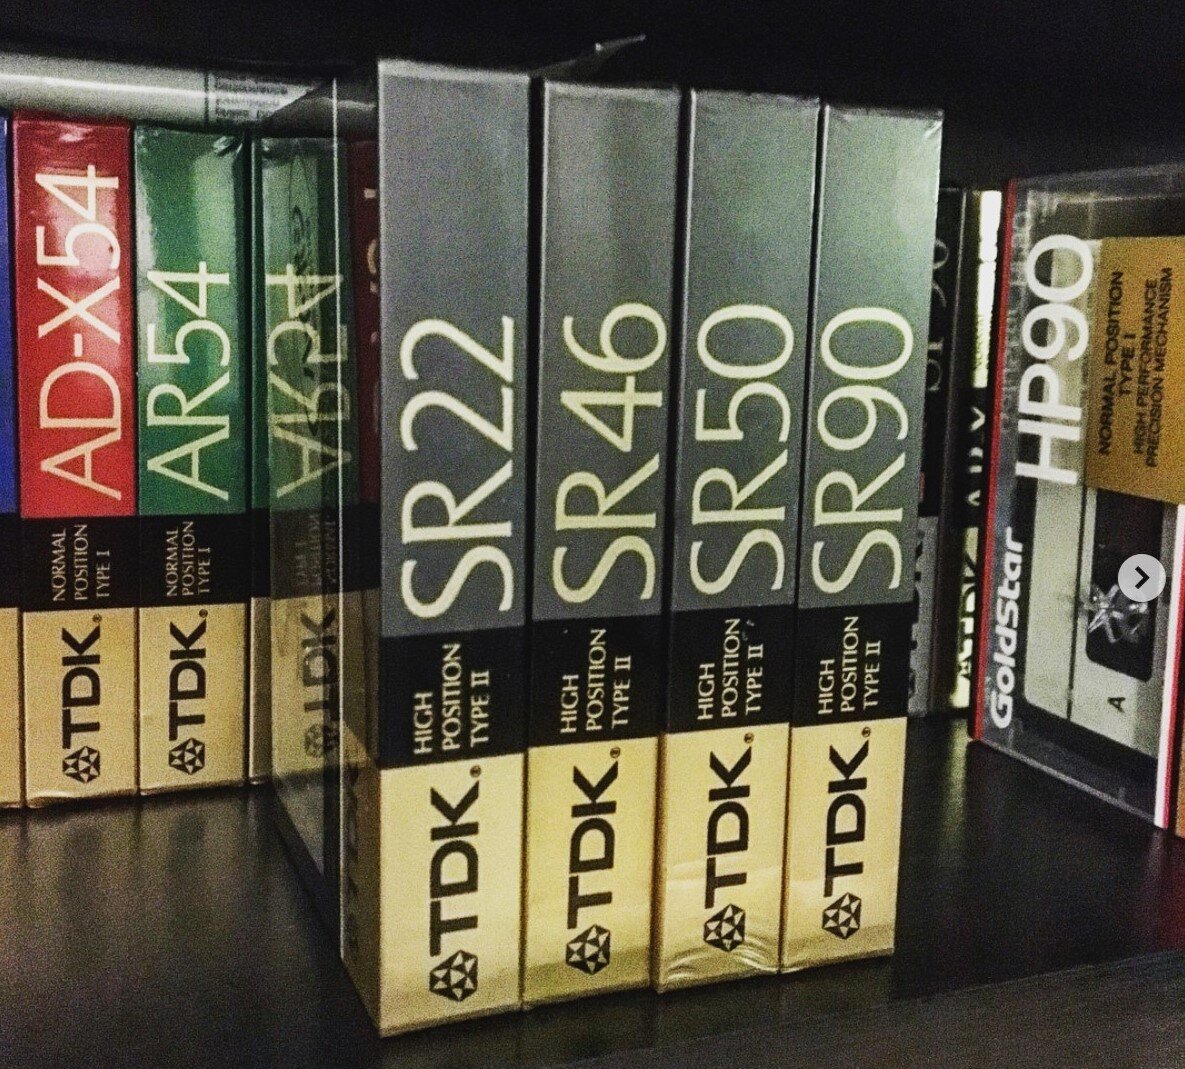 AD-X54
NORMAL
POSITION
TYPE I
TDK®
AR54
NORMAL
POSITION
TYPE I
TDK®
TDK
SR22
HIGH
POSITION
TYPE II
TDK®
SR46
HIGH
POSITION
TYPE II
TDK®
SR50
HIGH
POSITION
TYPE II
TDK®
SR90
HIGH
POSITION
TYPE II
TDK®
HP90
GoldStar
NORMAL POSITION
TYPE I
HIGH PERFORMANCE
PRECISION MECHANISM
A